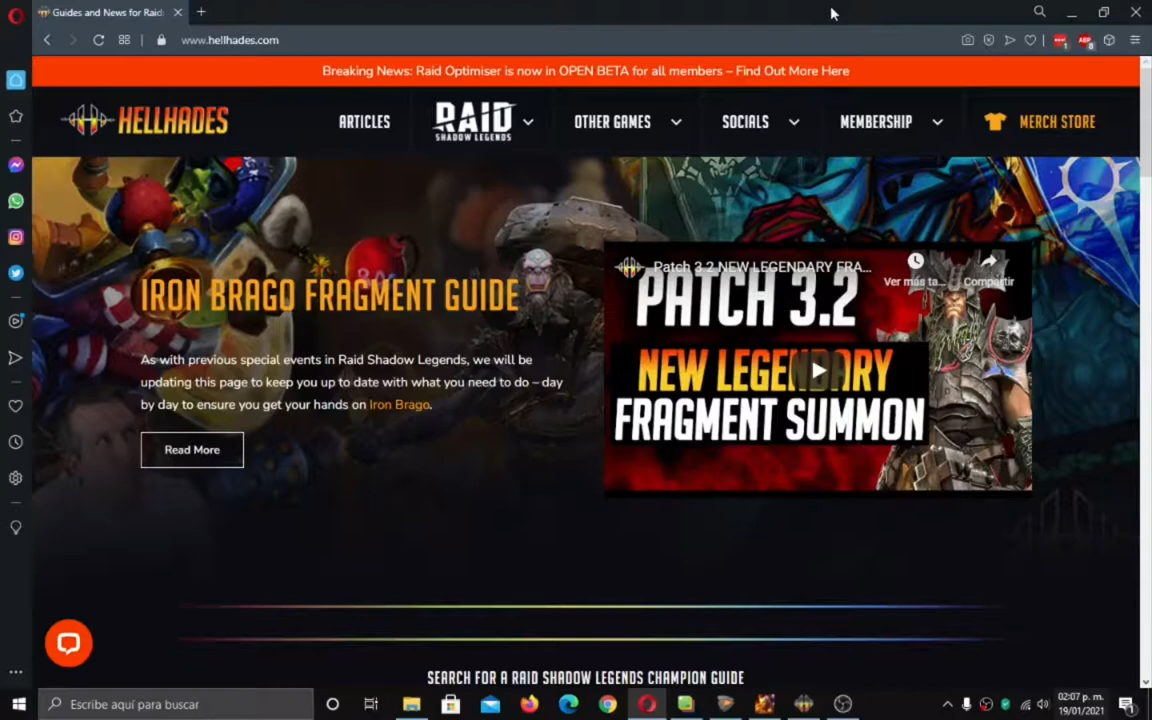 Guides and News for Raid:
www.hellhades.com
1
ABP
8
Breaking News: Raid Optimiser is now in OPEN BETA for all members – Find Out More Here
HELLHADES
ARTICLES
RAID
SHADOW LEGENDS
OTHER GAMES
SOCIALS
MEMBERSHIP
MERCH STORE
IRON BRAGO FRAGMENT GUIDE
As with previous special events in Raid Shadow Legends, we will be
updating this page to keep you up to date with what you need to do – day
by day to ensure you get your hands on Iron Brago.
Read More
Patch 3.2 NEW LEGENDARY FRA...
Ver más ta...
Compartir
PATCH 3.2
NEW LEGENDARY
FRAGMENT SUMMON
SEARCH FOR A RAID SHADOW LEGENDS CHAMPION GUIDE
Escribe aquí para buscar
02:07 p. m.
19/01/2021
1